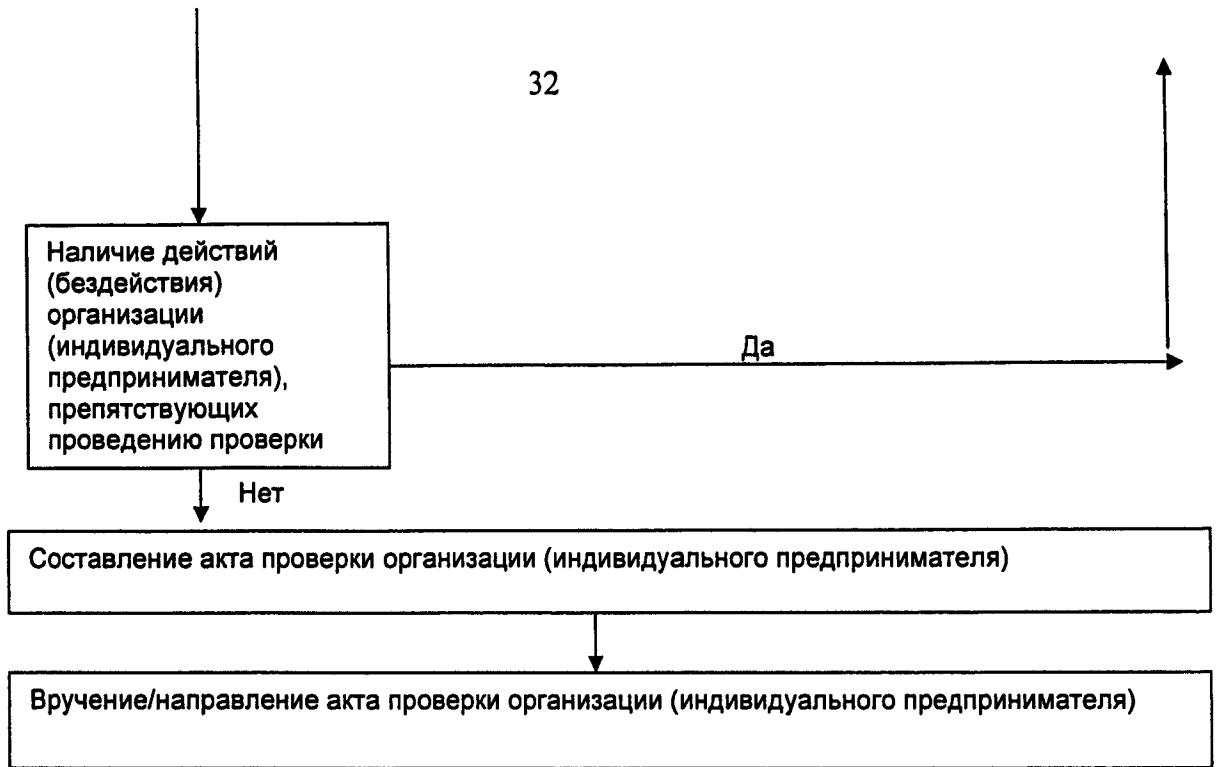 32
Наличие действий
(бездействия)
организации
(индивидуального
предпринимателя),
препятствующих
проведению проверки
Да
Нет
Составление акта проверки организации (индивидуального предпринимателя)
Вручение/направление акта проверки организации (индивидуального предпринимателя)